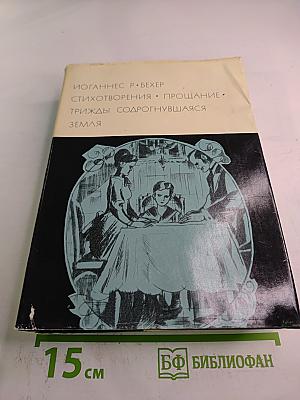 ИОГАННЕС Р•БЕХЕР
СТИХОТВОРЕНИЯ • ПРОЩАНИЕ•
ТРИЖДЫ СОДРОГНУВШАЯСЯ
ЗЕМЛЯ
15 см
БФ БИБЛИОФАН